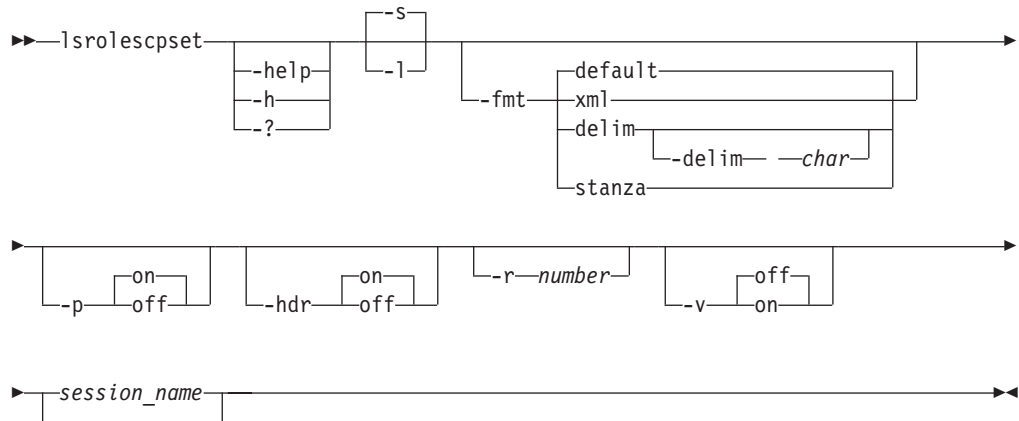 -s
lsrolescpset
-help
-l
default
-h
-fmt
xml
-?
delim
-delim char
stanza
on on off
-p off -hdr off -r number -v on
session_name